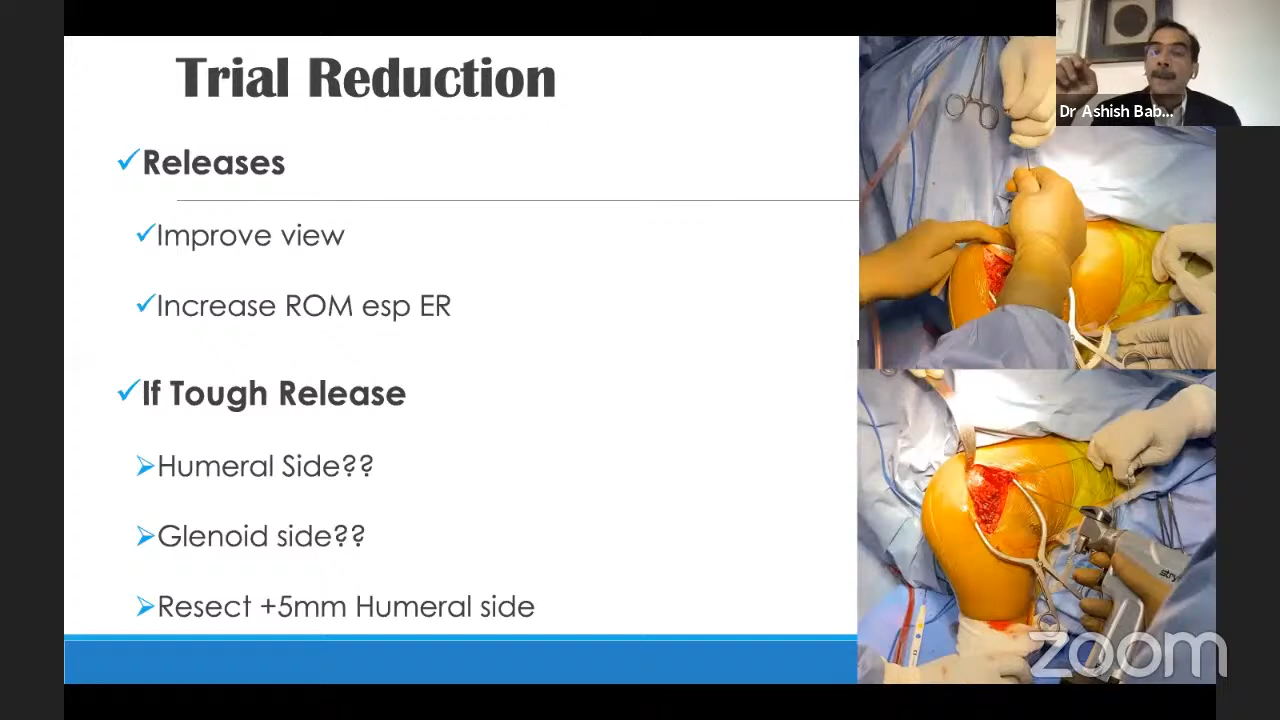 Trial Reduction
Dr Ashish Bab...
✓Releases
✓Improve view
✓Increase ROM esp ER
✓If Tough Release
➢Humeral Side??
➢Glenoid side??
➢Resect +5mm Humeral side
stry
zoom